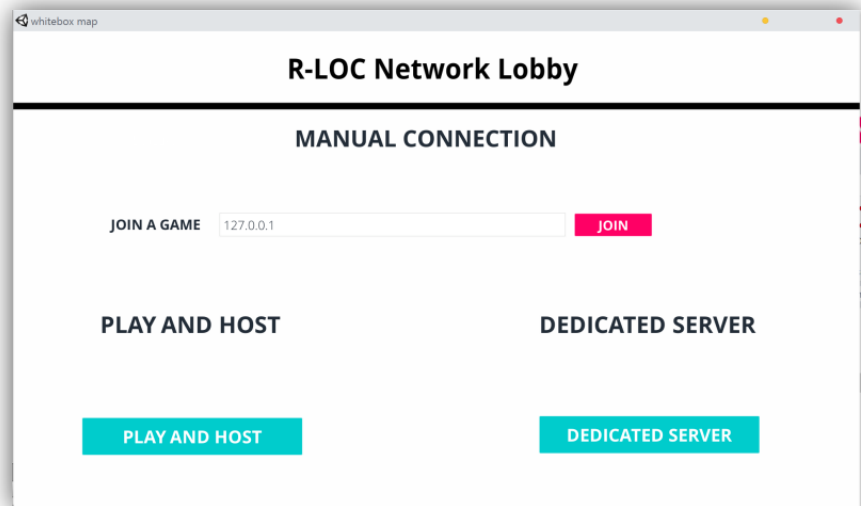 whitebox map
R-LOC Network Lobby
MANUAL CONNECTION
JOIN A GAME 127.0.0.1 JOIN
PLAY AND HOST DEDICATED SERVER
PLAY AND HOST DEDICATED SERVER